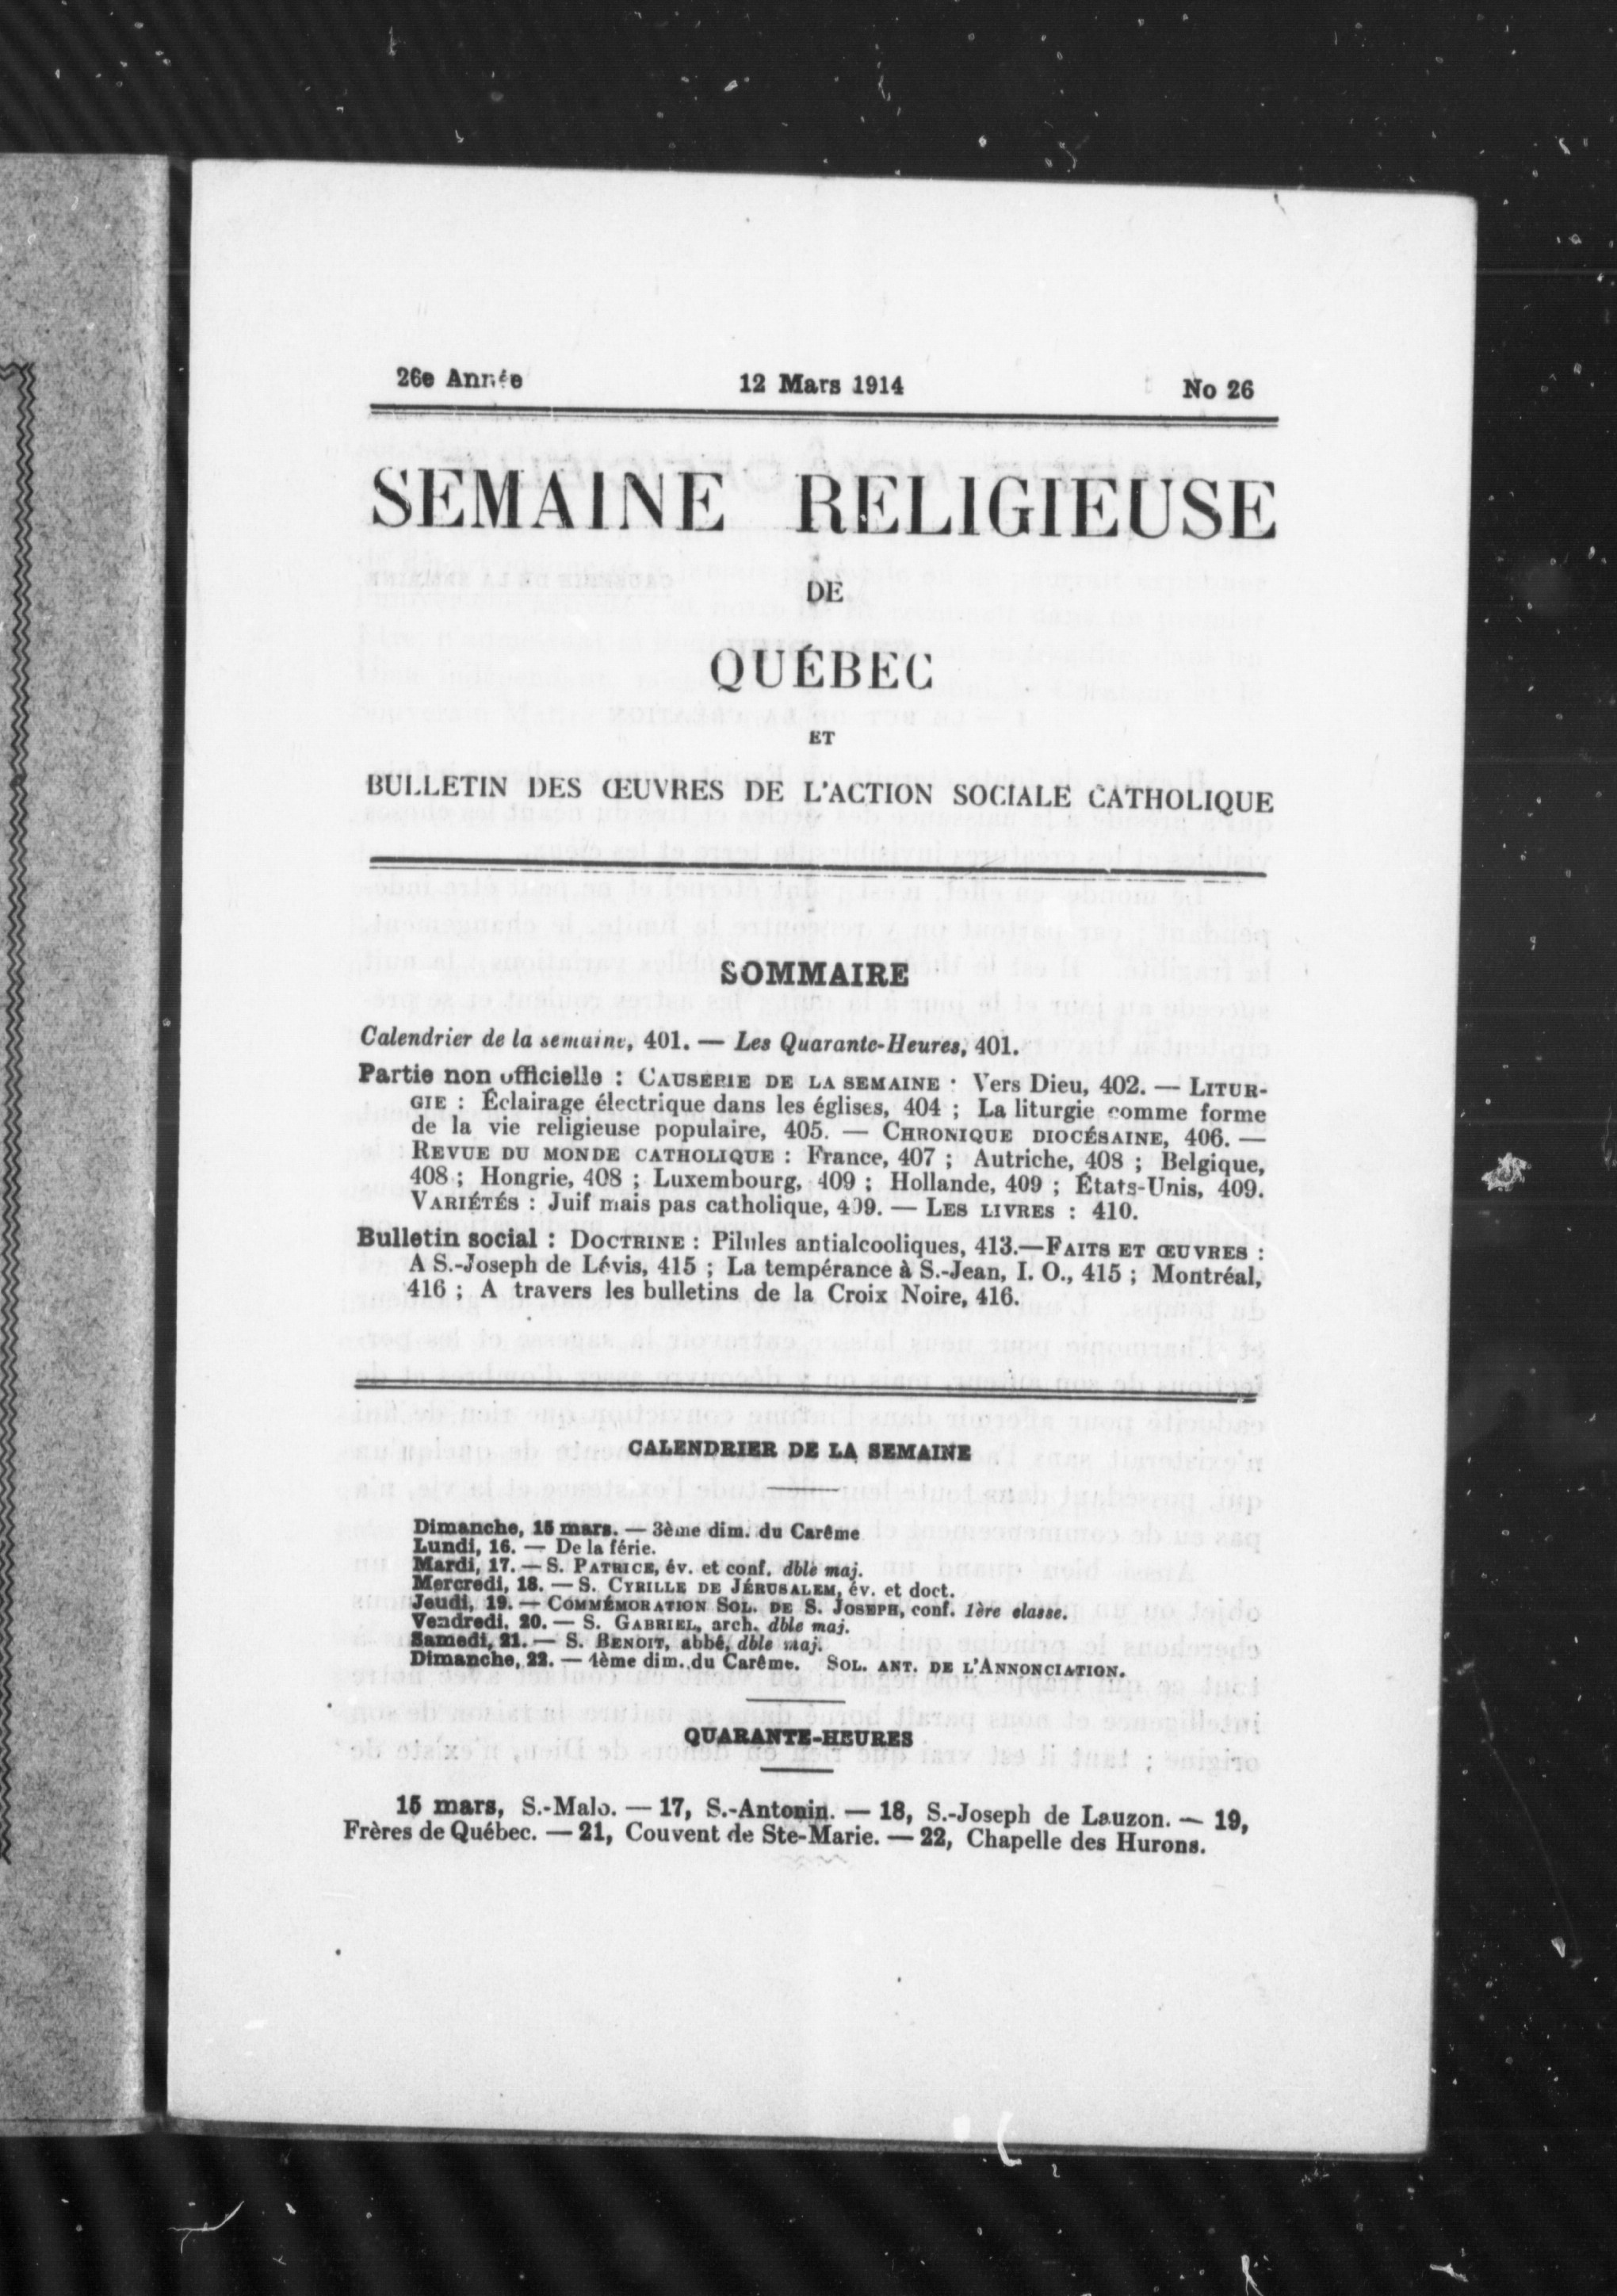 26e Année 12 Mars 1914 No 26
SEMAINE RELIGIEUSE
DE
QUÉBEC
ET
BULLETIN DES ŒUVRES DE L'ACTION SOCIALE CATHOLIQUE
SOMMAIRE
Calendrier de la semaine, 401. — Les Quarante-Heures, 401.
Partie non officielle : CAUSERIE DE LA SEMAINE : Vers Dieu, 402. — LITUR-
GIE : Éclairage électrique dans les églises, 404 ; La liturgie comme forme
de la vie religieuse populaire, 405. — CHRONIQUE DIOCÉSAINE, 406. —
REVUE DU MONDE CATHOLIQUE : France, 407 ; Autriche, 408 ; Belgique,
408 ; Hongrie, 408 ; Luxembourg, 409 ; Hollande, 409 ; États-Unis, 409.
VARIÉTÉS : Juif mais pas catholique, 409. — LES LIVRES : 410.
Bulletin social : DOCTRINE : Pilules antialcooliques, 413.—FAITS ET ŒUVRES :
A S.-Joseph de Lévis, 415 ; La tempérance à S.-Jean, I. O., 415 ; Montréal,
416 ; A travers les bulletins de la Croix Noire, 416.
CALENDRIER DE LA SEMAINE
Dimanche, 15 mars. — 3ème dim. du Carême
Lundi, 16. — De la férie.
Mardi, 17. — S. PATRICE, év. et conf. dble maj.
Mercredi, 18. — S. CYRILLE DE JÉRUSALEM, év. et doct.
Jeudi, 19. — COMMÉMORATION SOL. DE S. JOSEPH, conf. 1ère classe.
Vendredi, 20. — S. GABRIEL, arch. dble maj.
Samedi, 21. — S. BENOIT, abbé, dble maj.
Dimanche, 22. — 4ème dim. du Carême. SOL. ANT. DE L'ANNONCIATION.
QUARANTE-HEURES
15 mars, S.-Malo. — 17, S.-Antonin. — 18, S.-Joseph de Lauzon. — 19,
Frères de Québec. — 21, Couvent de Ste-Marie. — 22, Chapelle des Hurons.